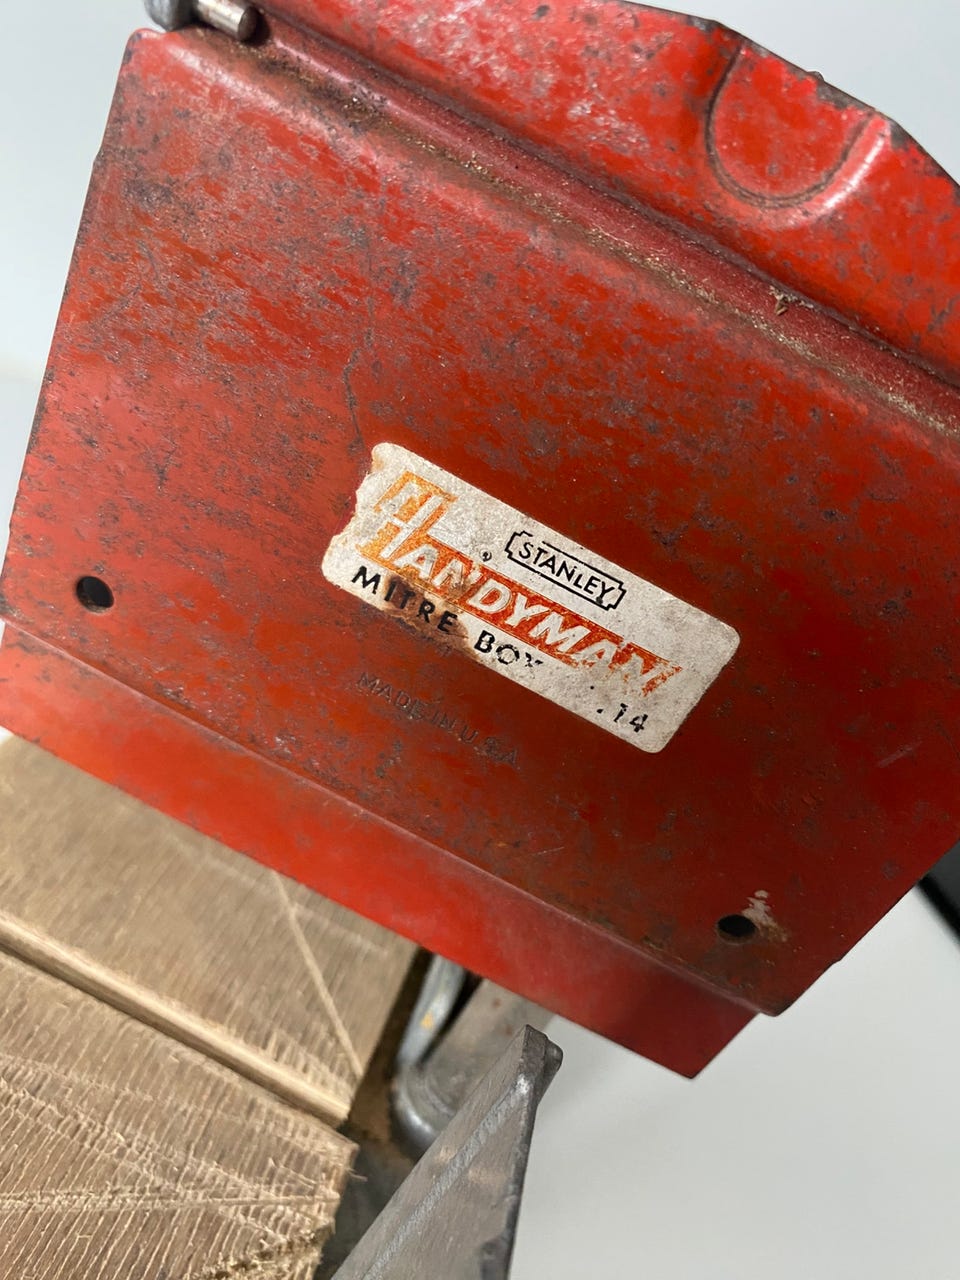 STANLEY
HANDYMAN®
MITRE BOX
14
MADE IN U.S.A